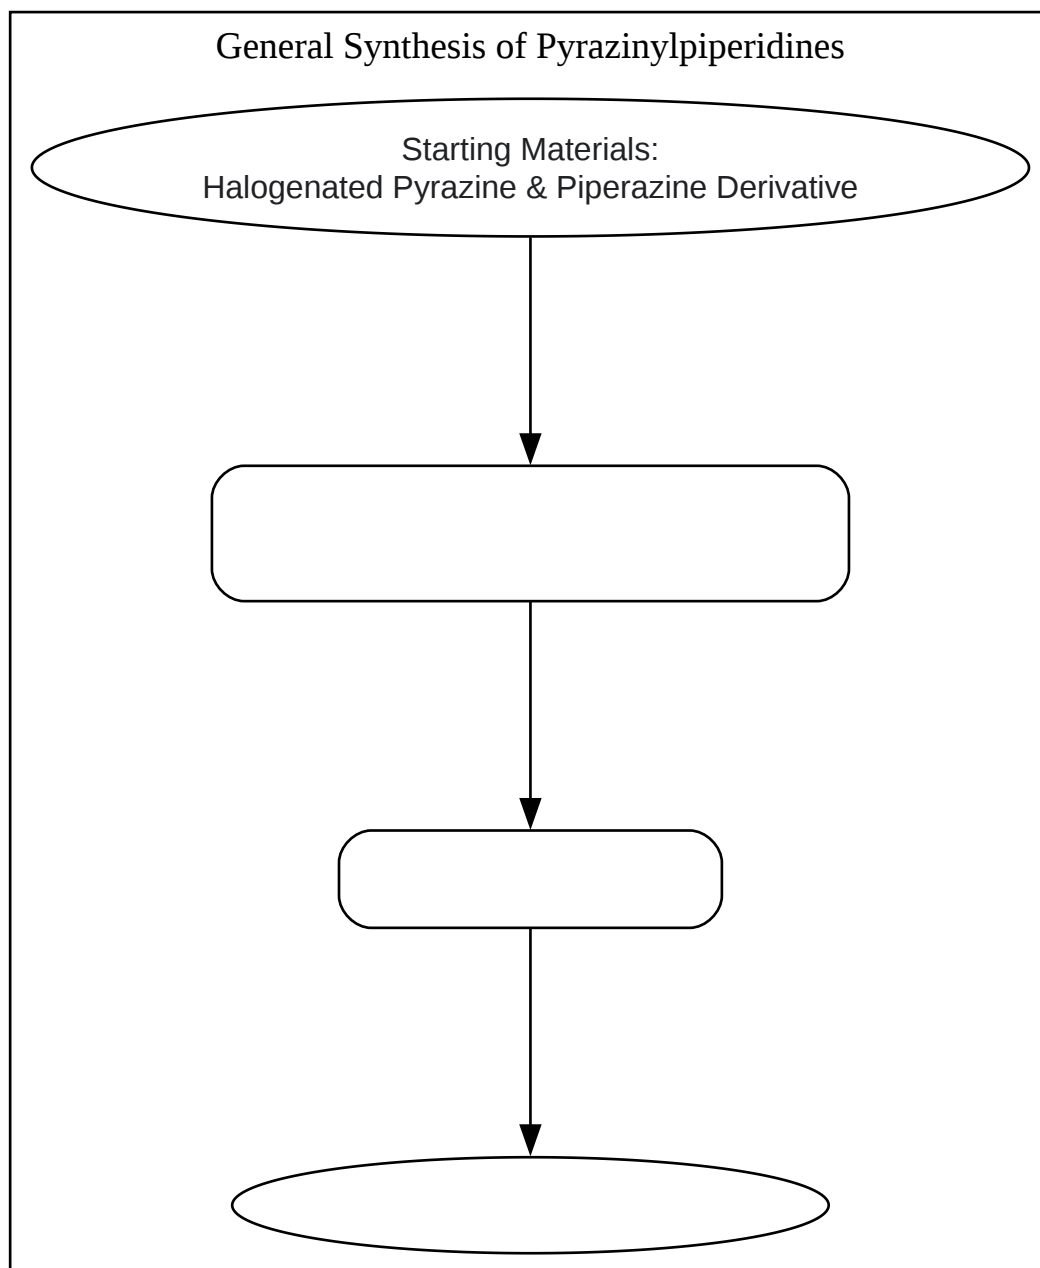 General Synthesis of Pyrazinylpiperidines
Starting Materials:
Halogenated Pyrazine & Piperazine Derivative